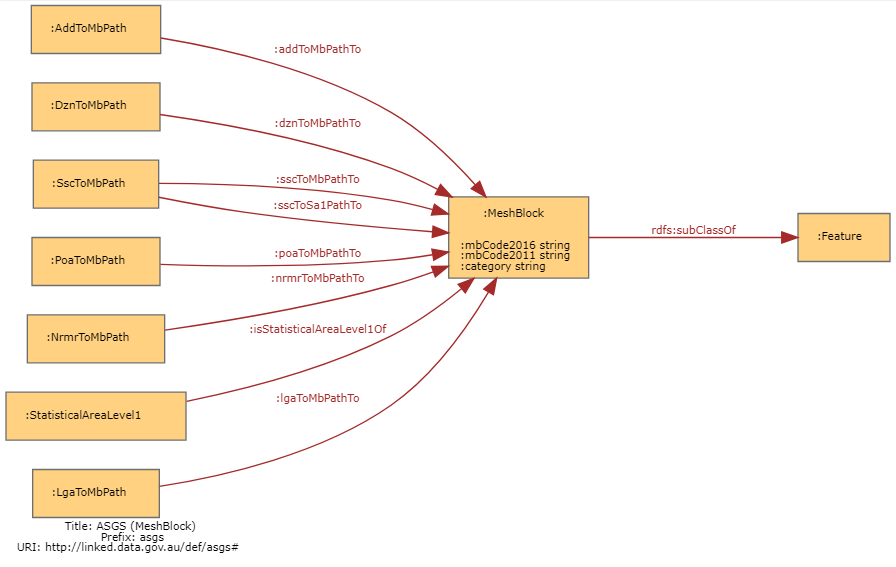 :AddToMbPath
:addToMbPathTo
:DznToMbPath
:dznToMbPathTo
:SscToMbPath
:sscToMbPathTo
:sscToSa1PathTo
:MeshBlock
:mbCode2016 string
:mbCode2011 string
:category string
rdfs:subClassOf
:Feature
:PoaToMbPath
:poaToMbPathTo
:nrmrToMbPathTo
:NrmrToMbPath
:isStatisticalAreaLevel1Of
:StatisticalAreaLevel1
:lgaToMbPathTo
:LgaToMbPath
Title: ASGS (MeshBlock)
Prefix: asgs
URI: http://linked.data.gov.au/def/asgs#